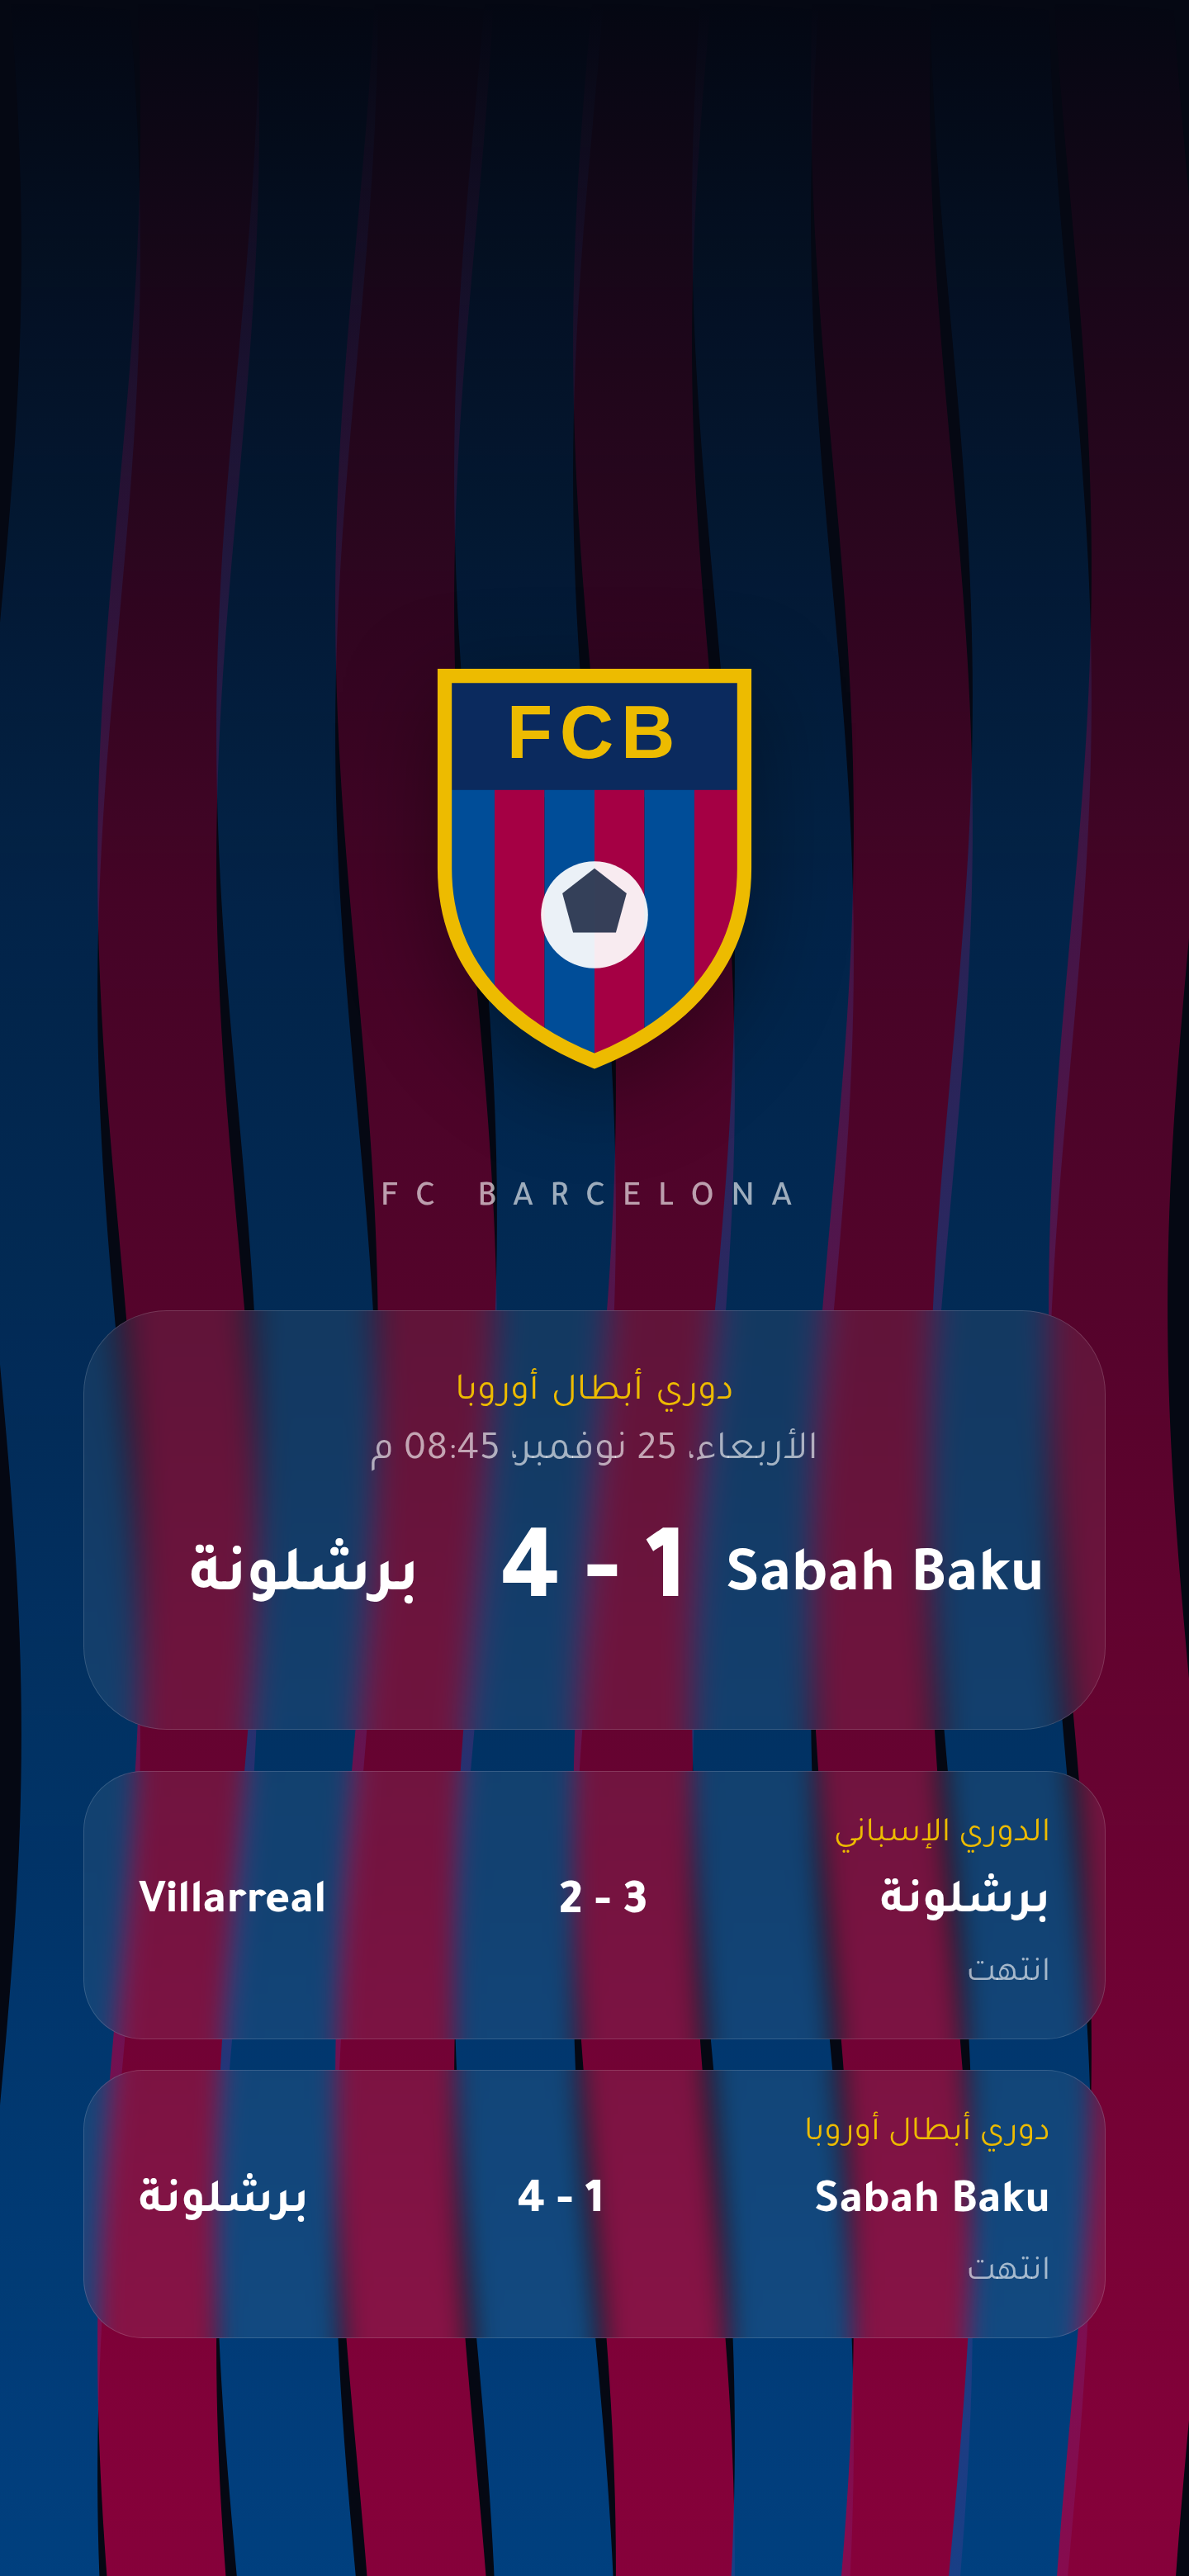 FCB
FC BARCELONA
دوري أبطال أوروبا
الأربعاء، 25 نوفمبر، 08:45 م
Sabah Baku 4 - 1 برشلونة
الدوري الإسباني
برشلونة 2 - 3 Villarreal
انتهت
دوري أبطال أوروبا
Sabah Baku 4 - 1 برشلونة
انتهت